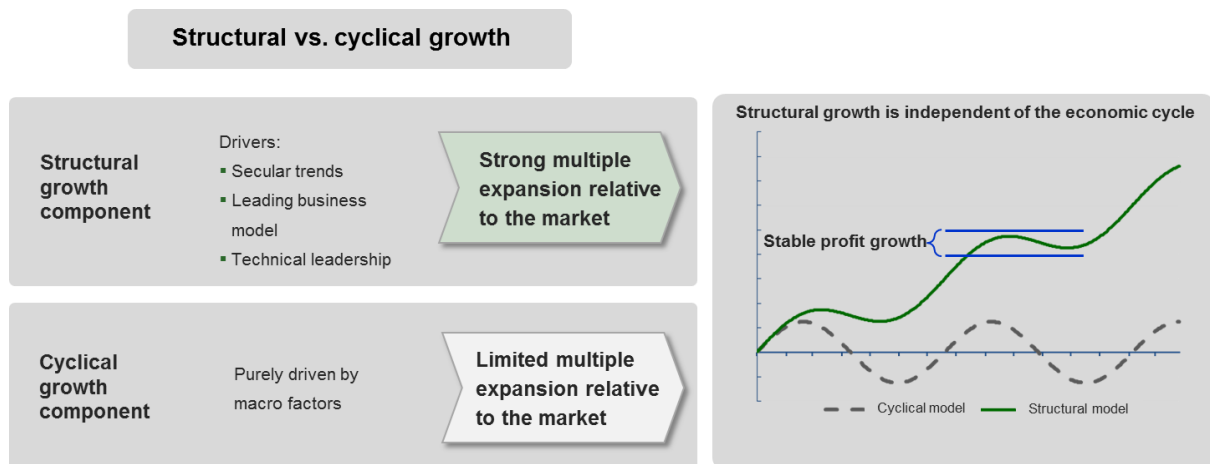 Structural vs. cyclical growth
Structural
growth
component
Drivers:
▪ Secular trends
▪ Leading business
model
▪ Technical leadership
Strong multiple
expansion relative
to the market
Cyclical
growth
component
Purely driven by
macro factors
Limited multiple
expansion relative
to the market
Structural growth is independent of the economic cycle
Stable profit growth
Cyclical model
Structural model